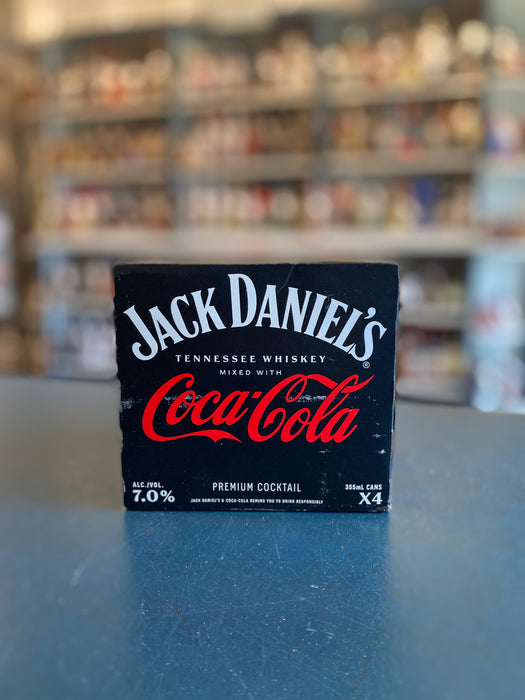 JACK DANIEL'S
TENNESSEE WHISKEY
MIXED WITH
Coca-Cola
®
PREMIUM COCKTAIL
ALC./VOL.
7.0%
JACK DANIEL'S & COCA-COLA REMIND YOU TO DRINK RESPONSIBLY
355mL CANS
X4